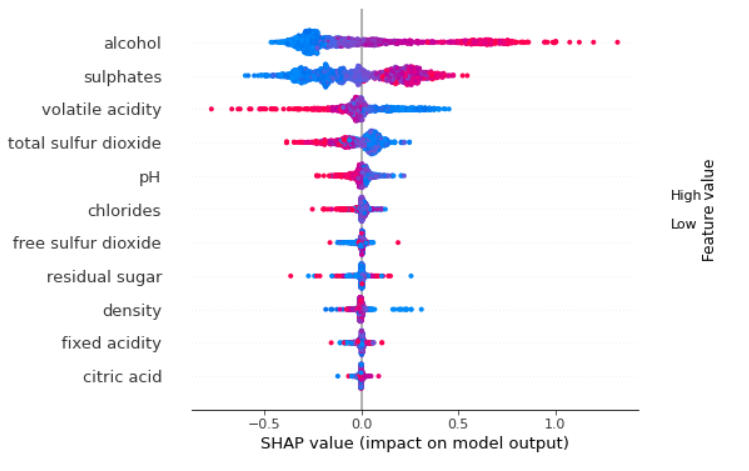 alcohol
sulphates
volatile acidity
total sulfur dioxide
pH
chlorides
free sulfur dioxide
residual sugar
density
fixed acidity
citric acid
−0.5 0.0 0.5 1.0
SHAP value (impact on model output)
High
Low
Feature value